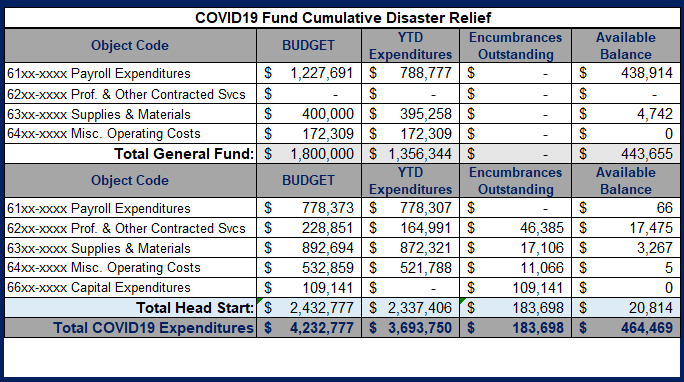 COVID19 Fund Cumulative Disaster Relief
Object Code BUDGET YTD Expenditures Encumbrances Outstanding Available Balance
61xx-xxxx Payroll Expenditures $ 1,227,691 $ 788,777 $ - $ 438,914
62xx-xxxx Prof. & Other Contracted Svcs $ - $ - $ - $ -
63xx-xxxx Supplies & Materials $ 400,000 $ 395,258 $ - $ 4,742
64xx-xxxx Misc. Operating Costs $ 172,309 $ 172,309 $ - $ 0
Total General Fund: $ 1,800,000 $ 1,356,344 $ - $ 443,655
Object Code BUDGET YTD Expenditures Encumbrances Outstanding Available Balance
61xx-xxxx Payroll Expenditures $ 778,373 $ 778,307 $ - $ 66
62xx-xxxx Prof. & Other Contracted Svcs $ 228,851 $ 164,991 $ 46,385 $ 17,475
63xx-xxxx Supplies & Materials $ 892,694 $ 872,321 $ 17,106 $ 3,267
64xx-xxxx Misc. Operating Costs $ 532,859 $ 521,788 $ 11,066 $ 5
66xx-xxxx Capital Expenditures $ 109,141 $ - $ 109,141 $ 0
Total Head Start: $ 2,432,777 $ 2,337,406 $ 183,698 $ 20,814
Total COVID19 Expenditures $ 4,232,777 $ 3,693,750 $ 183,698 $ 464,469